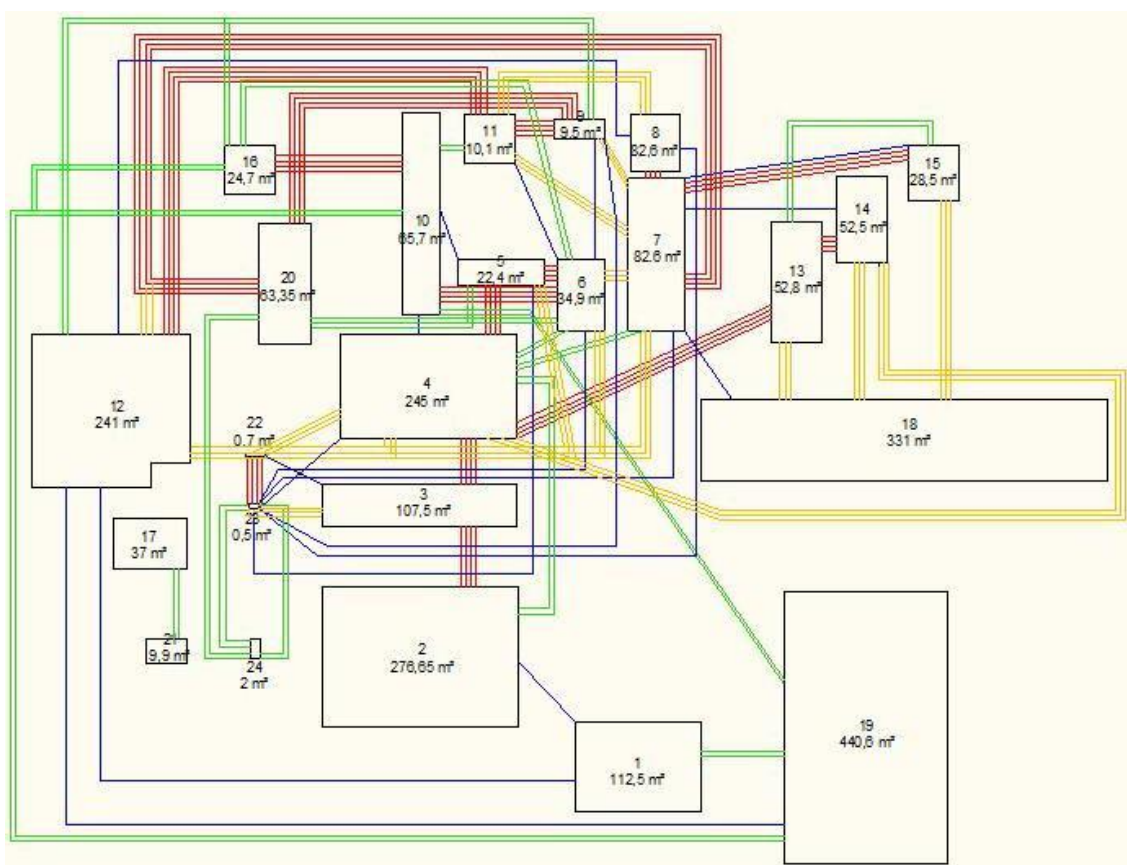 9
9,5 m²
11
10,1 m²
8
82,6 m²
16
24,7 m²
15
28,5 m²
14
52,5 m²
10
65,7 m²
7
82,6 m²
5
22,4 m²
6
34,9 m²
20
63,35 m²
13
52,8 m²
4
245 m²
12
241 m²
22
0,7 m²
18
331 m²
3
107,5 m²
23
0,5 m²
17
37 m²
21
9,9 m²
24
2 m²
2
276,65 m²
19
440,6 m²
1
112,5 m²